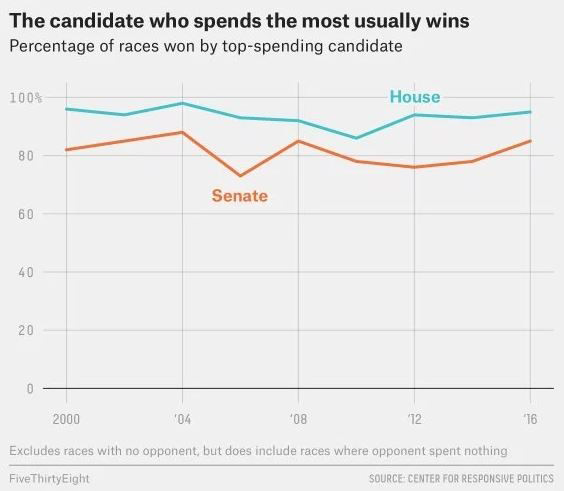 The candidate who spends the most usually wins
Percentage of races won by top-spending candidate
100%
House
80
Senate
60
40
20
0
2000 '04 '08 '12 '16
Excludes races with no opponent, but does include races where opponent spent nothing
FiveThirtyEight SOURCE: CENTER FOR RESPONSIVE POLITICS